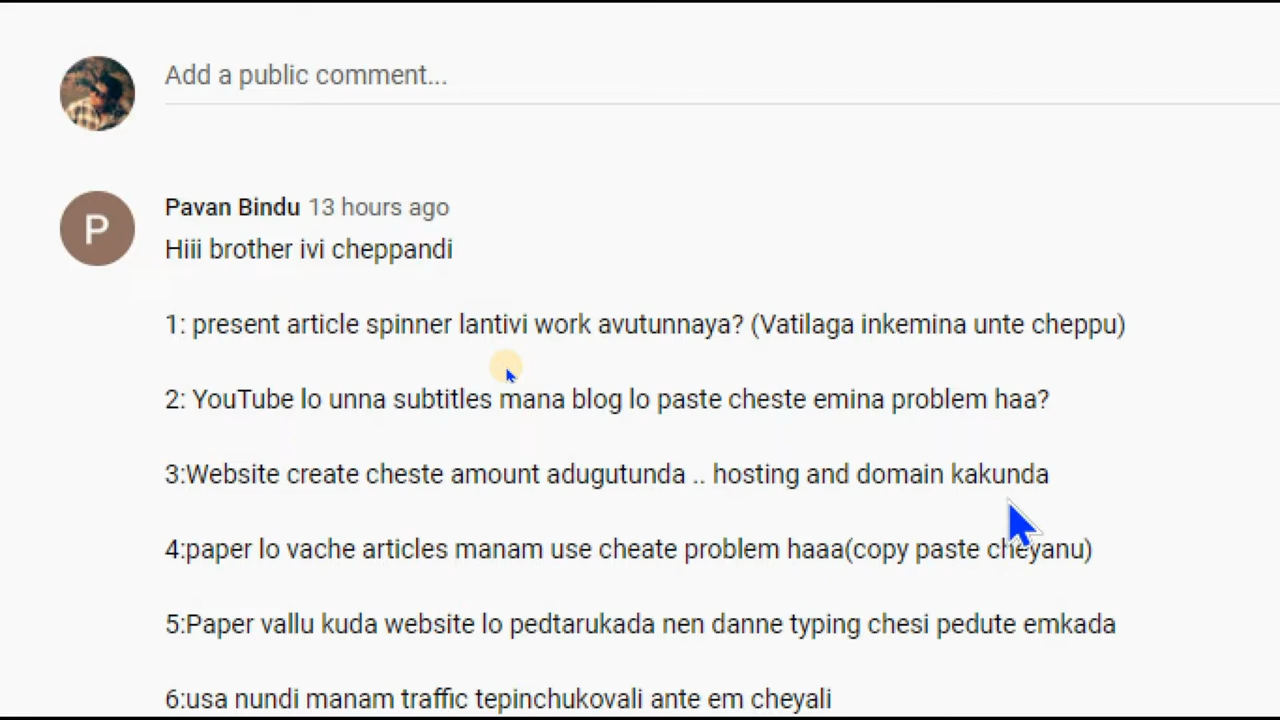 Add a public comment...
P
Pavan Bindu 13 hours ago
Hiii brother ivi cheppandi
1: present article spinner lantivi work avutunnaya? (Vatilaga inkemina unte cheppu)
2: YouTube lo unna subtitles mana blog lo paste cheste emina problem haa?
3:Website create cheste amount adugutunda .. hosting and domain kakunda
4:paper lo vache articles manam use cheate problem haaa(copy paste cheyanu)
5:Paper vallu kuda website lo pedtarukada nen danne typing chesi pedute emkada
6:usa nundi manam traffic tepinchukovali ante em cheyali